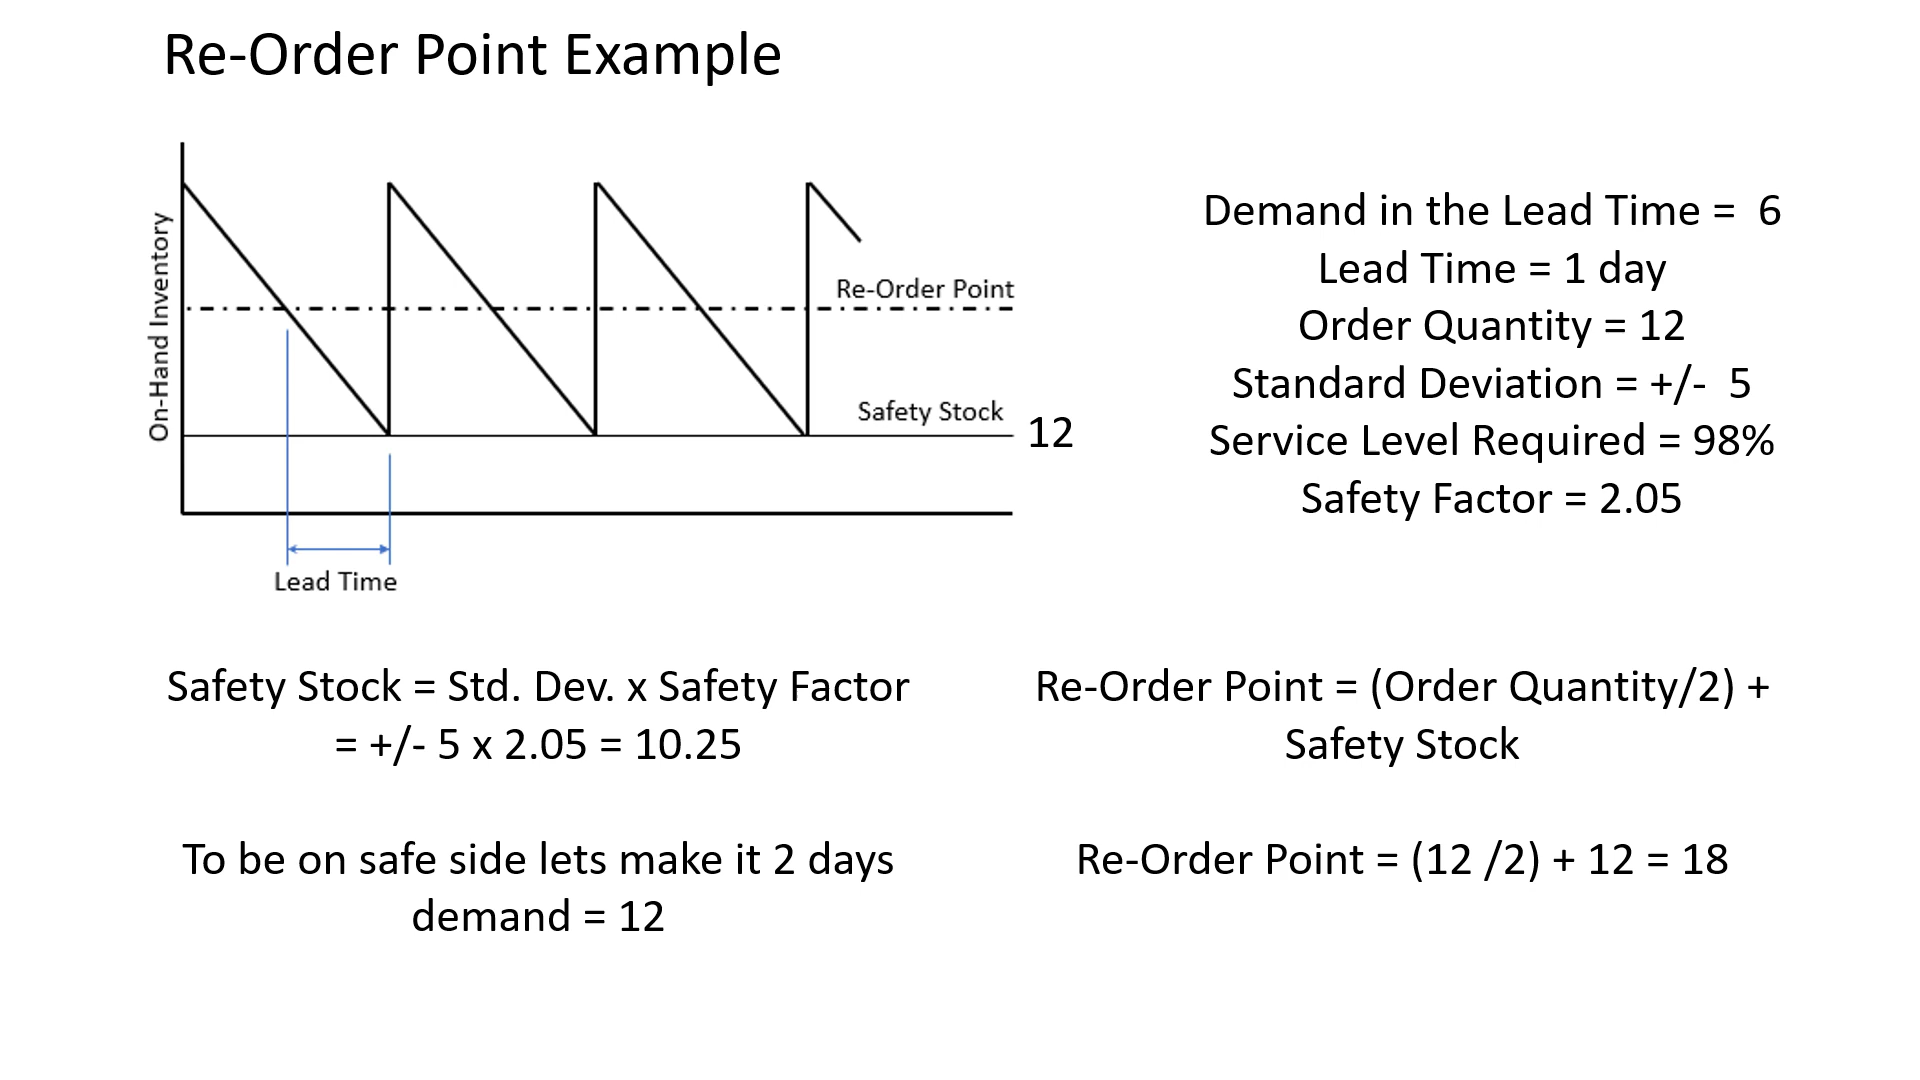 Re-Order Point Example
On-Hand Inventory
Re-Order Point
Safety Stock
12
Lead Time
Demand in the Lead Time =  6
Lead Time = 1 day
Order Quantity = 12
Standard Deviation = +/-  5
Service Level Required = 98%
Safety Factor = 2.05
Safety Stock = Std. Dev. x Safety Factor
= +/- 5 x 2.05 = 10.25
To be on safe side lets make it 2 days
demand = 12
Re-Order Point = (Order Quantity/2) +
Safety Stock
Re-Order Point = (12 /2) + 12 = 18